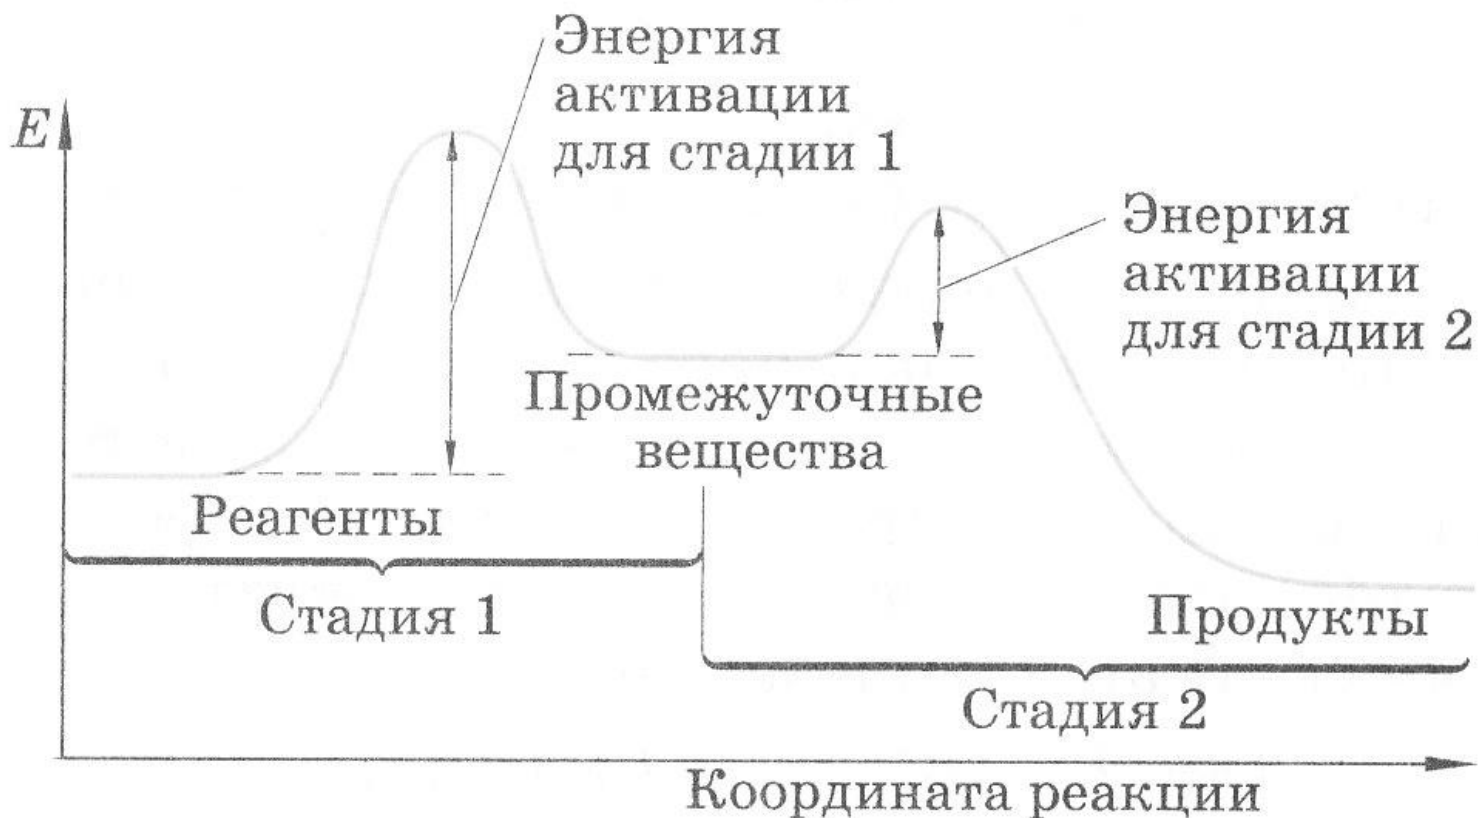 Энергия
активации
для стадии 1
E
Энергия
активации
для стадии 2
Промежуточные
вещества
Реагенты
Стадия 1
Продукты
Стадия 2
Координата реакции